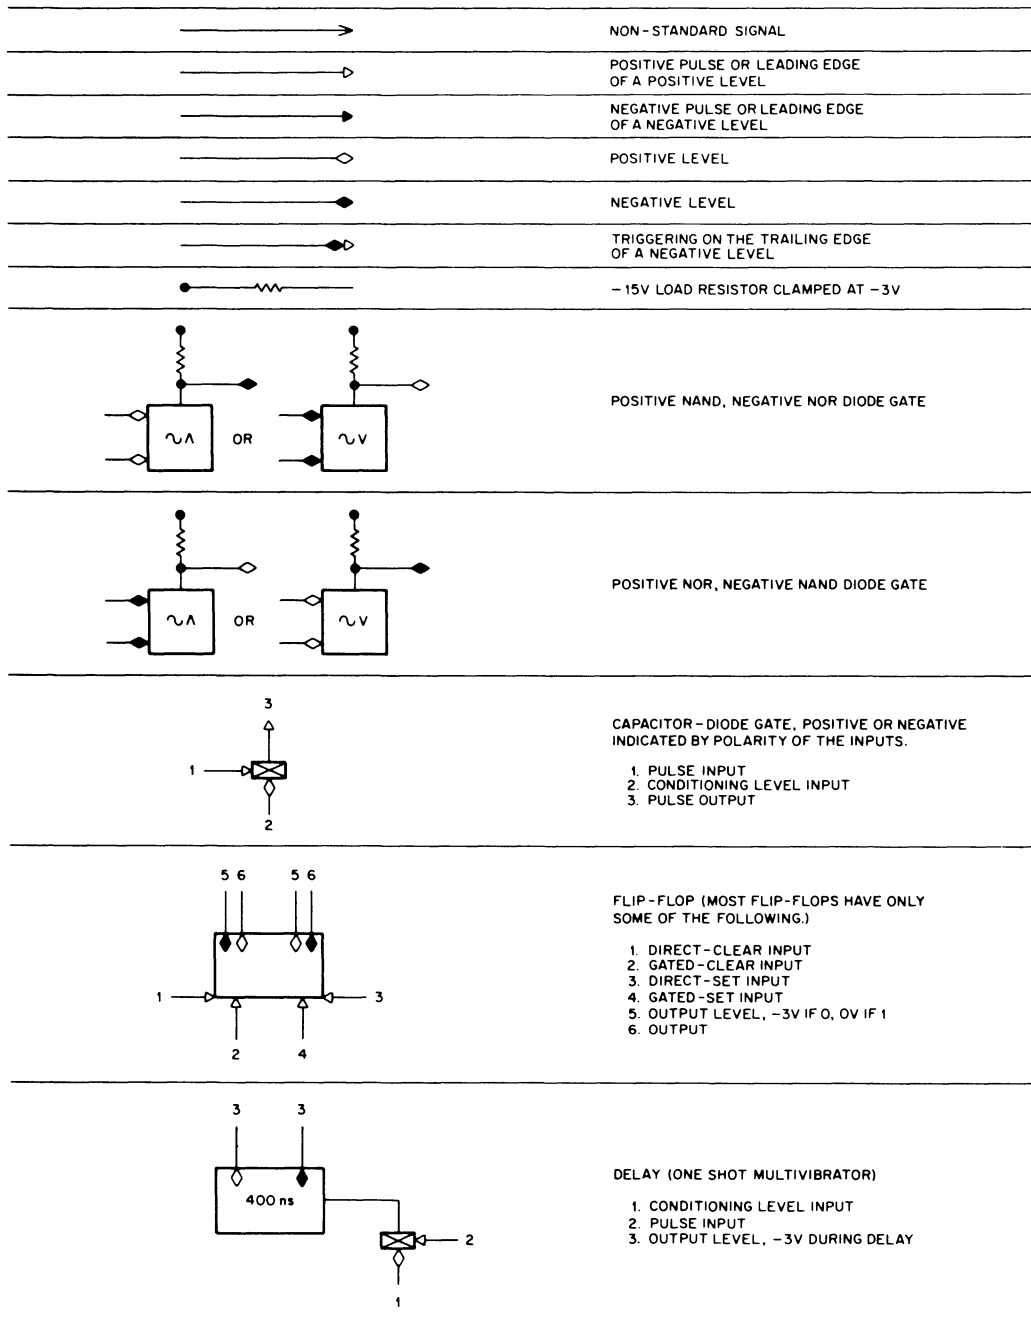 NON-STANDARD SIGNAL
POSITIVE PULSE OR LEADING EDGE
OF A POSITIVE LEVEL
NEGATIVE PULSE OR LEADING EDGE
OF A NEGATIVE LEVEL
POSITIVE LEVEL
NEGATIVE LEVEL
TRIGGERING ON THE TRAILING EDGE
OF A NEGATIVE LEVEL
-15V LOAD RESISTOR CLAMPED AT -3V
∿Λ OR ∿V
POSITIVE NAND, NEGATIVE NOR DIODE GATE
∿Λ OR ∿V
POSITIVE NOR, NEGATIVE NAND DIODE GATE
3
1
2
CAPACITOR-DIODE GATE, POSITIVE OR NEGATIVE
INDICATED BY POLARITY OF THE INPUTS.
1. PULSE INPUT
2. CONDITIONING LEVEL INPUT
3. PULSE OUTPUT
5 6 5 6
1 3
2 4
FLIP-FLOP (MOST FLIP-FLOPS HAVE ONLY
SOME OF THE FOLLOWING.)
1. DIRECT-CLEAR INPUT
2. GATED-CLEAR INPUT
3. DIRECT-SET INPUT
4. GATED-SET INPUT
5. OUTPUT LEVEL, -3V IF 0, 0V IF 1
6. OUTPUT
3 3
400 ns
2
1
DELAY (ONE SHOT MULTIVIBRATOR)
1. CONDITIONING LEVEL INPUT
2. PULSE INPUT
3. OUTPUT LEVEL, -3V DURING DELAY